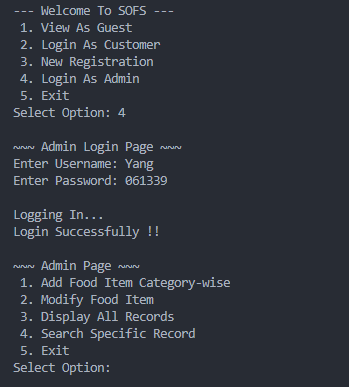 --- Welcome To SOFS ---
1. View As Guest
2. Login As Customer
3. New Registration
4. Login As Admin
5. Exit
Select Option: 4
~~~ Admin Login Page ~~~
Enter Username: Yang
Enter Password: 061339
Logging In...
Login Successfully !!
~~~ Admin Page ~~~
1. Add Food Item Category-wise
2. Modify Food Item
3. Display All Records
4. Search Specific Record
5. Exit
Select Option: